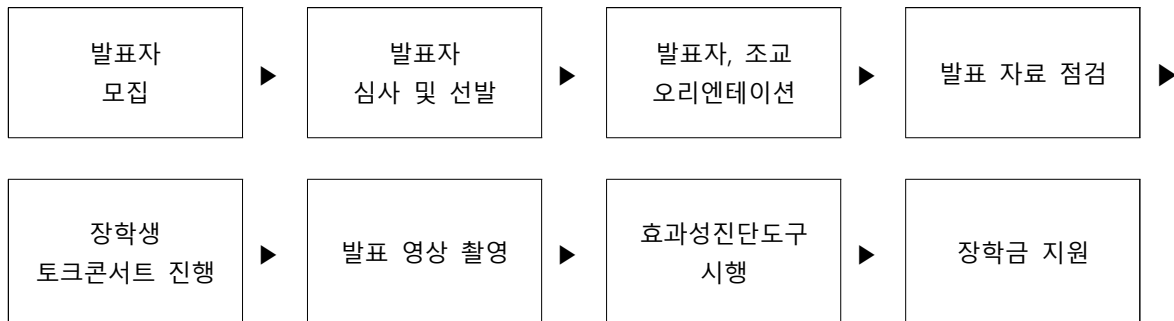 발표자
모집
▶
발표자
심사 및 선발
▶
발표자, 조교
오리엔테이션
▶
발표 자료 점검
▶
장학생
토크콘서트 진행
▶
발표 영상 촬영
▶
효과성진단도구
시행
▶
장학금 지원